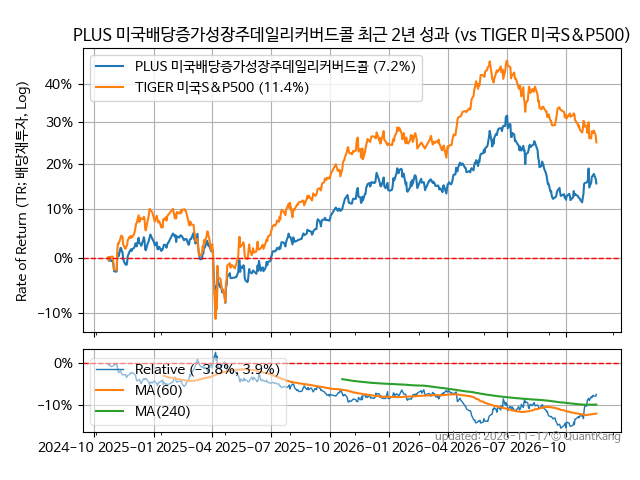 PLUS 미국배당증가성장주데일리커버드콜 최근 2년 성과 (vs TIGER 미국S&P500)
PLUS 미국배당증가성장주데일리커버드콜 (7.2%)
TIGER 미국S&P500 (11.4%)
Rate of Return (TR: 배당재투자, Log)
40%
30%
20%
10%
0%
−10%
Relative (−3.8%, 3.9%)
MA(60)
MA(240)
0%
−10%
updated: 2026-11-17 © QuantKang
2024-10 2025-01 2025-04 2025-07 2025-10 2026-01 2026-04 2026-07 2026-10